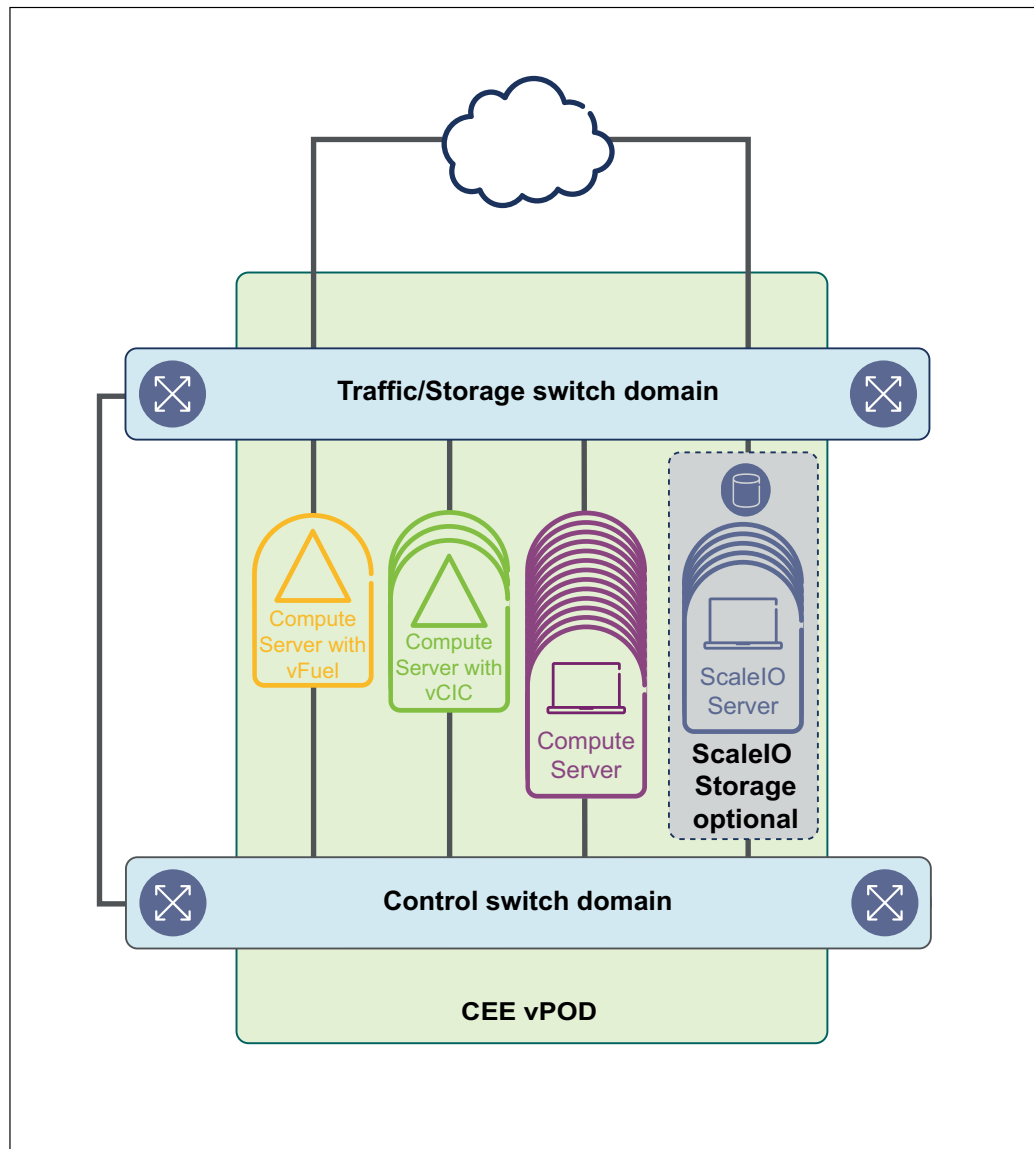 Traffic/Storage switch domain
Compute
Server with
vFuel
Compute
Server with
vCIC
Compute
Server
ScaleIO
Server
ScaleIO
Storage
optional
Control switch domain
CEE vPOD